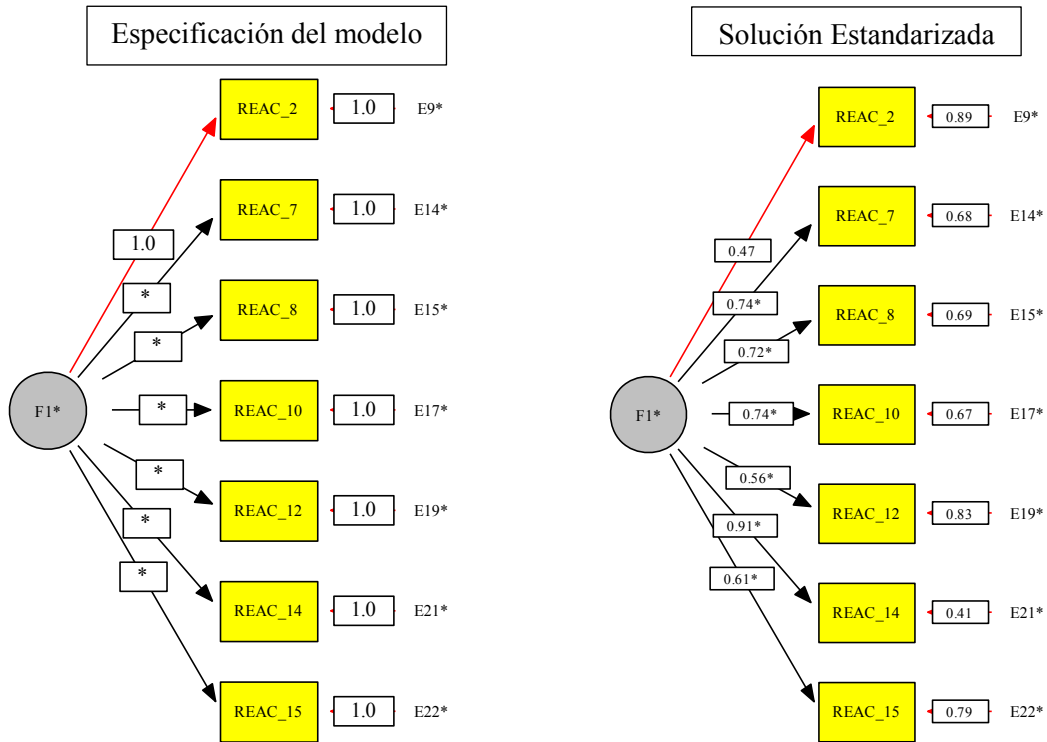 Especificación del modelo
REAC_2
1.0
E9*
REAC_7
1.0
E14*
1.0
*
REAC_8
1.0
E15*
*
F1*
*
REAC_10
1.0
E17*
*
REAC_12
1.0
E19*
*
*
REAC_14
1.0
E21*
REAC_15
1.0
E22*
Solución Estandarizada
REAC_2
0.89
E9*
REAC_7
0.68
E14*
0.47
0.74*
REAC_8
0.69
E15*
0.72*
F1*
0.74*
REAC_10
0.67
E17*
0.56*
REAC_12
0.83
E19*
0.91*
0.61*
REAC_14
0.41
E21*
REAC_15
0.79
E22*